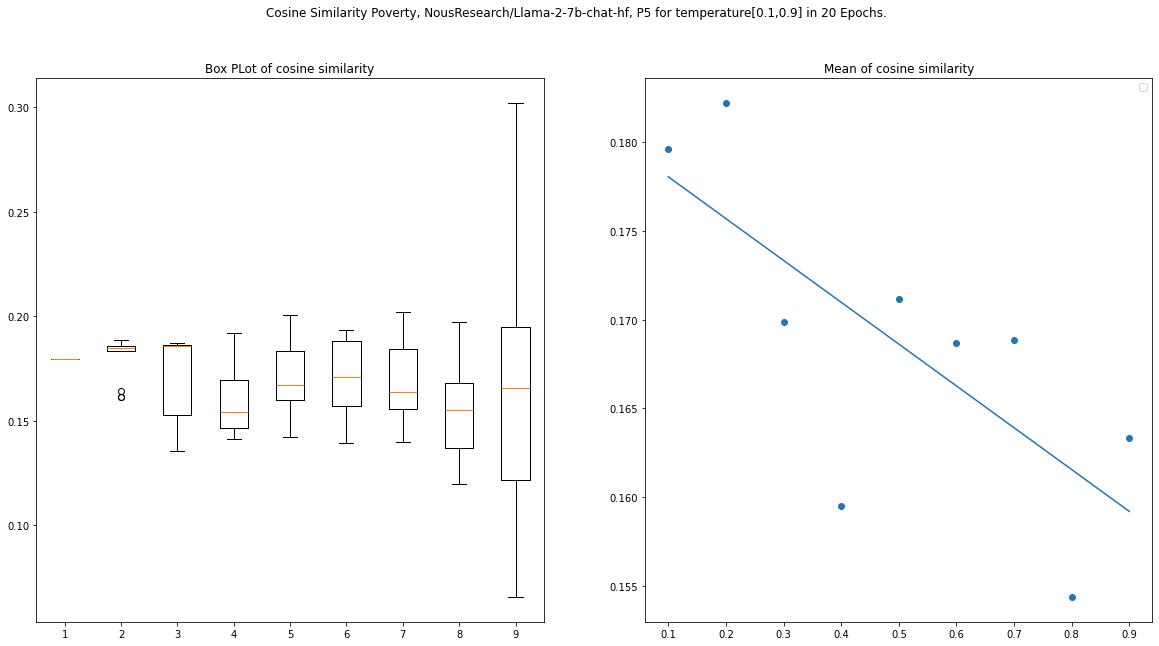 Cosine Similarity Poverty, NousResearch/Llama-2-7b-chat-hf, P5 for temperature[0.1,0.9] in 20 Epochs.
Box PLot of cosine similarity
0.30
0.25
0.20
0.15
0.10
1 2 3 4 5 6 7 8 9
Mean of cosine similarity
0.180
0.175
0.170
0.165
0.160
0.155
0.1 0.2 0.3 0.4 0.5 0.6 0.7 0.8 0.9